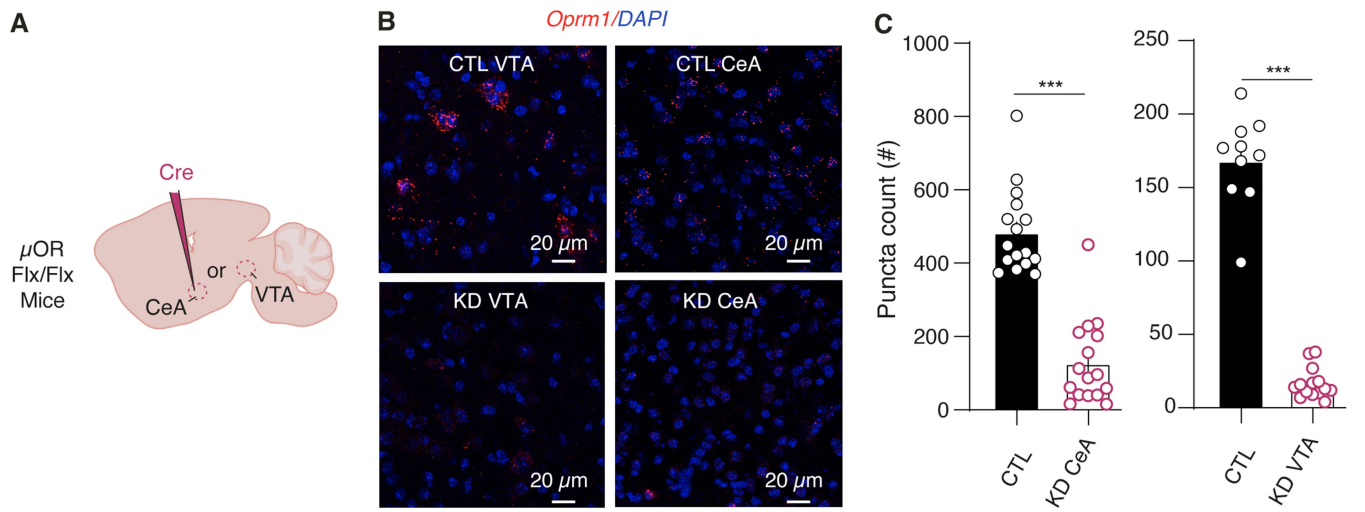 A
Cre
µOR
Flx/Flx
Mice
or
CeA
VTA
B
Oprm1/DAPI
CTL VTA
20 µm
CTL CeA
20 µm
KD VTA
20 µm
KD CeA
20 µm
C
Puncta count (#)
1000
800
600
400
200
0
***
CTL
KD CeA
250
200
150
100
50
0
***
CTL
KD VTA